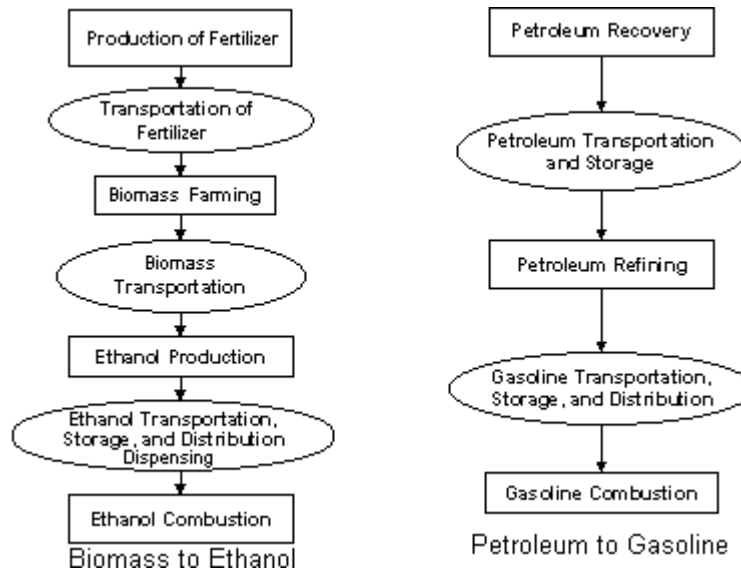 Production of Fertilizer
Transportation of
Fertilizer
Biomass Farming
Biomass
Transportation
Ethanol Production
Ethanol Transportation,
Storage, and Distribution
Dispensing
Ethanol Combustion
Biomass to Ethanol
Petroleum Recovery
Petroleum Transportation
and Storage
Petroleum Refining
Gasoline Transportation,
Storage, and Distribution
Gasoline Combustion
Petroleum to Gasoline